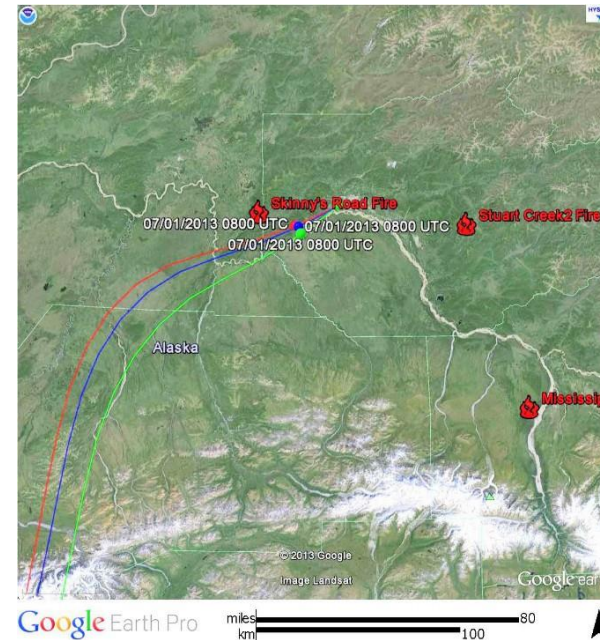 HYS
Skinny's Road Fire
07/01/2013 0800 UTC
07/01/2013 0800 UTC
Stuart Creek2 Fire
07/01/2013 0800 UTC
Alaska
Mississip
© 2013 Google
Image Landsat
Google ear
Google Earth Pro
miles 80
km 100